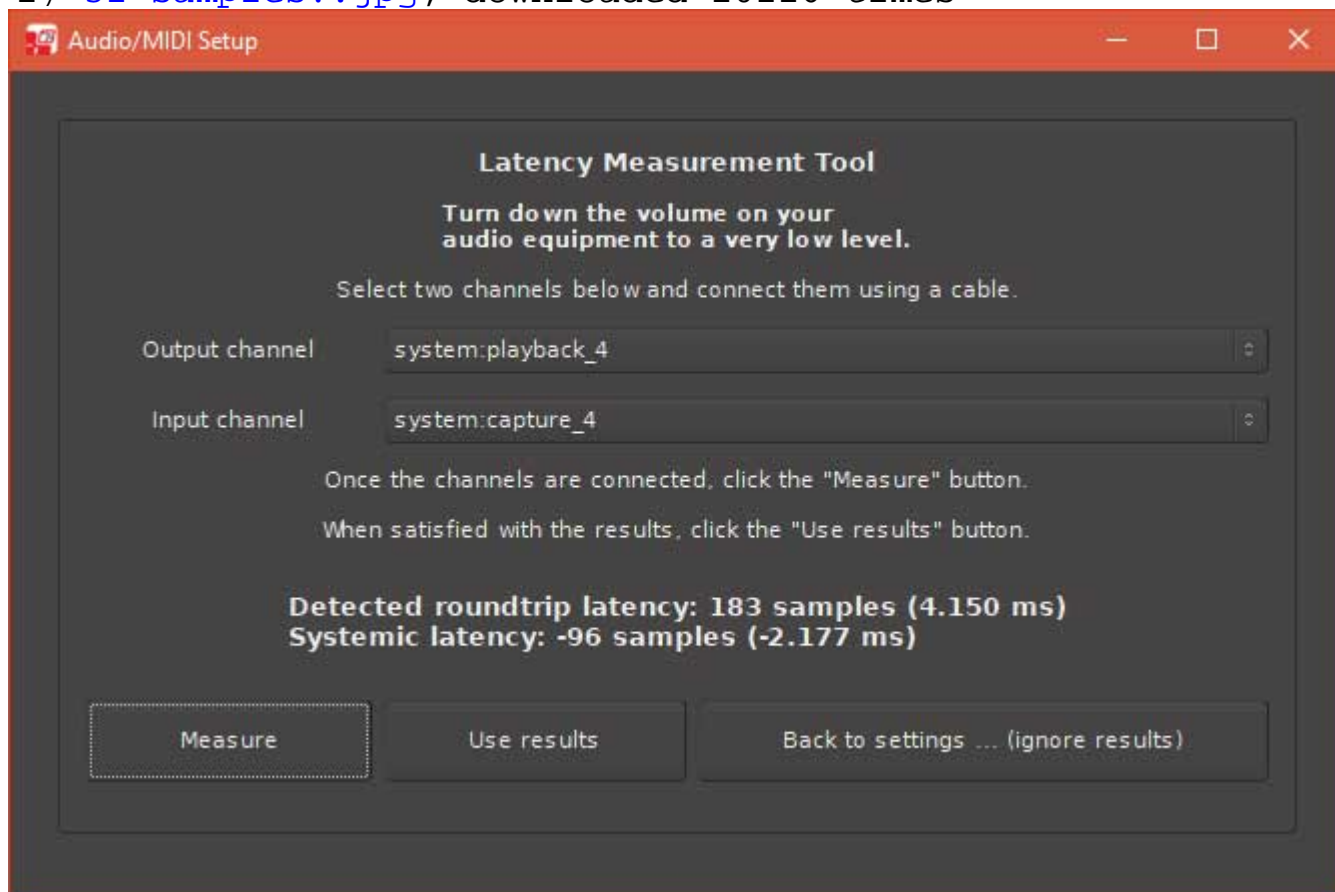 downloaded times
Audio/MIDI Setup
Latency Measurement Tool
Turn down the volume on your
audio equipment to a very low level.
Select two channels below and connect them using a cable.
Output channel system:playback_4
Input channel system:capture_4
Once the channels are connected, click the "Measure" button.
When satisfied with the results, click the "Use results" button.
Detected roundtrip latency: 183 samples (4.150 ms)
Systemic latency: -96 samples (-2.177 ms)
Measure Use results Back to settings ... (ignore results)